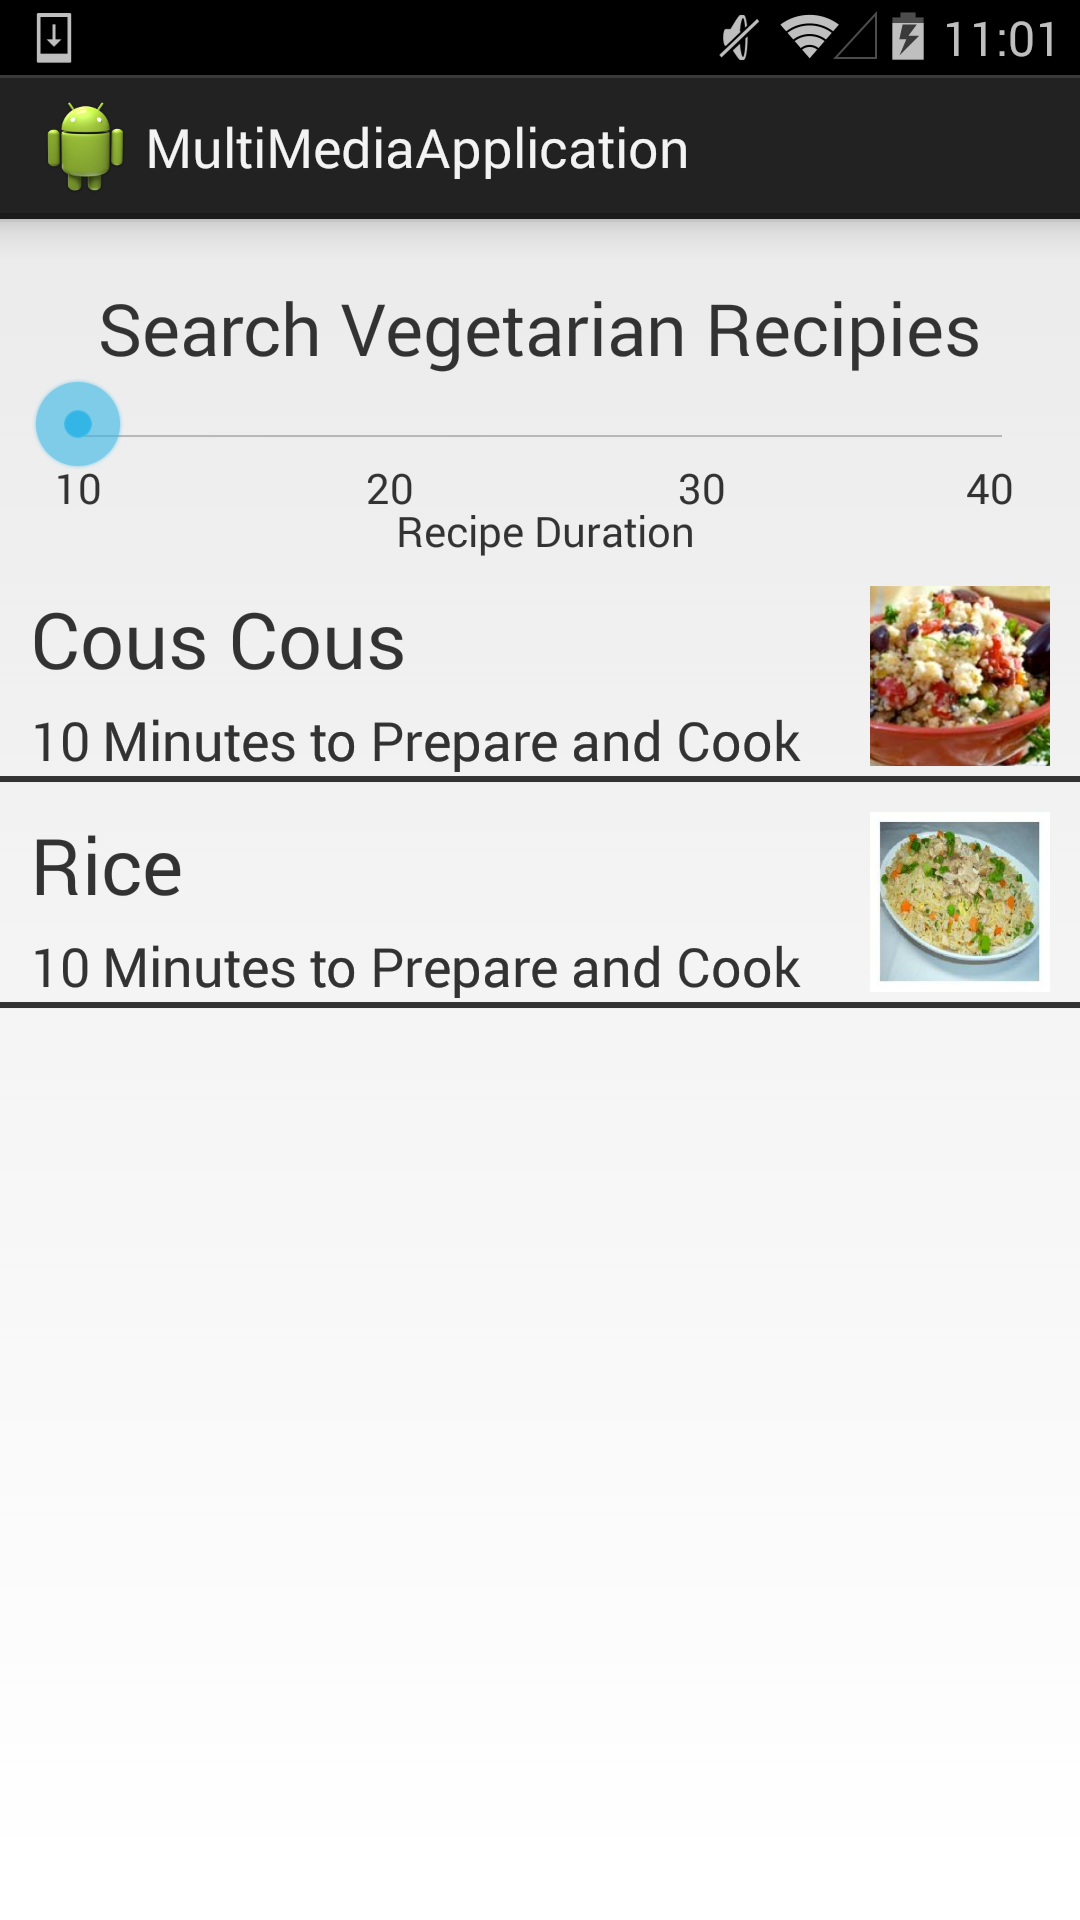 11:01
MultiMediaApplication
Search Vegetarian Recipies
10 20 30 40
Recipe Duration
Cous Cous
10 Minutes to Prepare and Cook
Rice
10 Minutes to Prepare and Cook